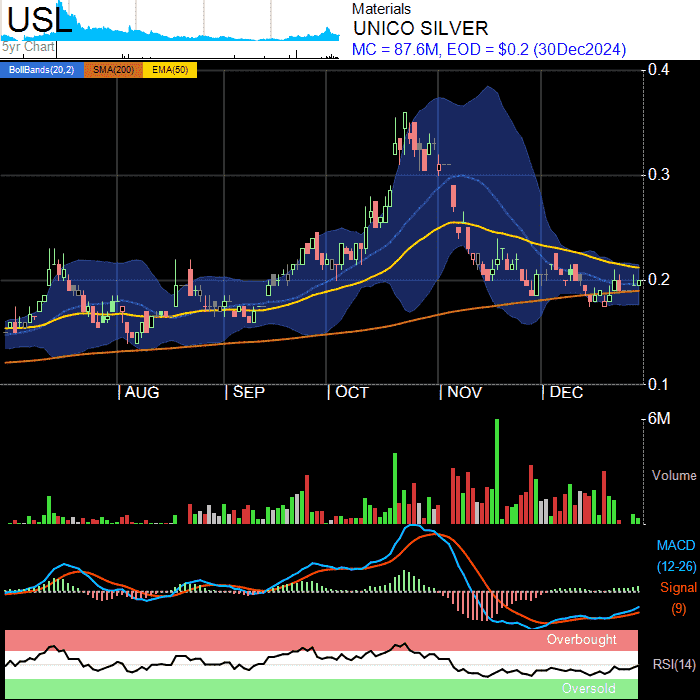 USL
5yr Chart
Materials
UNICO SILVER
MC = 87.6M, EOD = $0.2 (30Dec2024)
BollBands(20,2) SMA(200) EMA(50)
0.4
0.3
0.2
0.1
AUG SEP OCT NOV DEC
6M
Volume
MACD
(12-26)
Signal
(9)
Overbought
RSI(14)
Oversold